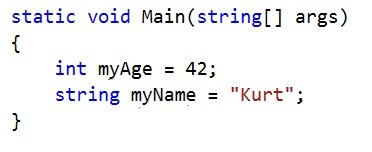 static void Main(string[] args)
{
    int myAge = 42;
    string myName = "Kurt";
}